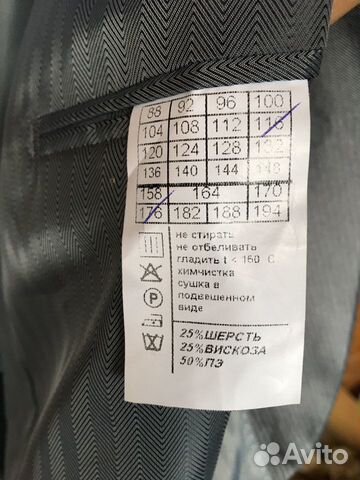 88 92 96 100
104 108 112 116
120 124 128 132
136 140 144 148
158 164 170
176 182 188 194
не стирать
не отбеливать
гладить t < 160 C
химчистка
сушка в
подвешенном
виде
P
25%ШЕРСТЬ
25%ВИСКОЗА
50%ПЭ
Avito